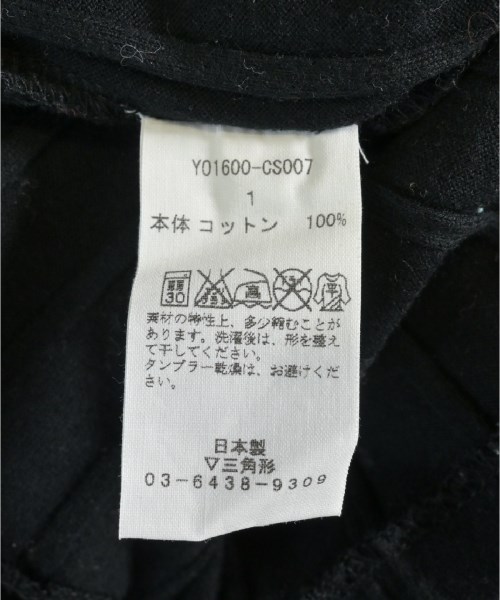 Y01600-CS007
1
本体 コットン 100%
30
高
平
素材の特性上、多少縮むことが
あります。洗濯後は、形を整え
て干してください。
タンブラー乾燥は、お避けくださ
い。
日本製
▽三角形
03-6438-9309